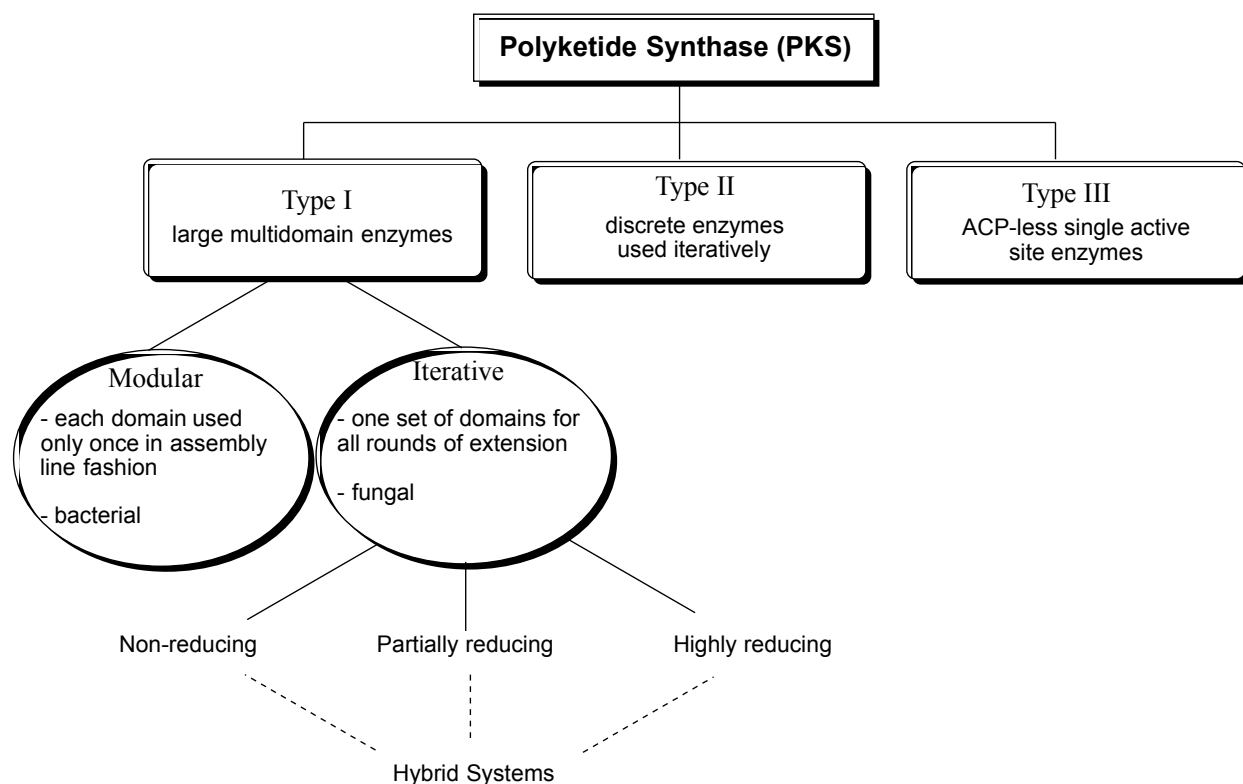 Polyketide Synthase (PKS)
Type I
large multidomain enzymes
Type II
discrete enzymes
used iteratively
Type III
ACP-less single active
site enzymes
Modular
- each domain used
only once in assembly
line fashion
- bacterial
Iterative
- one set of domains for
all rounds of extension
- fungal
Non-reducing
Partially reducing
Highly reducing
Hybrid Systems